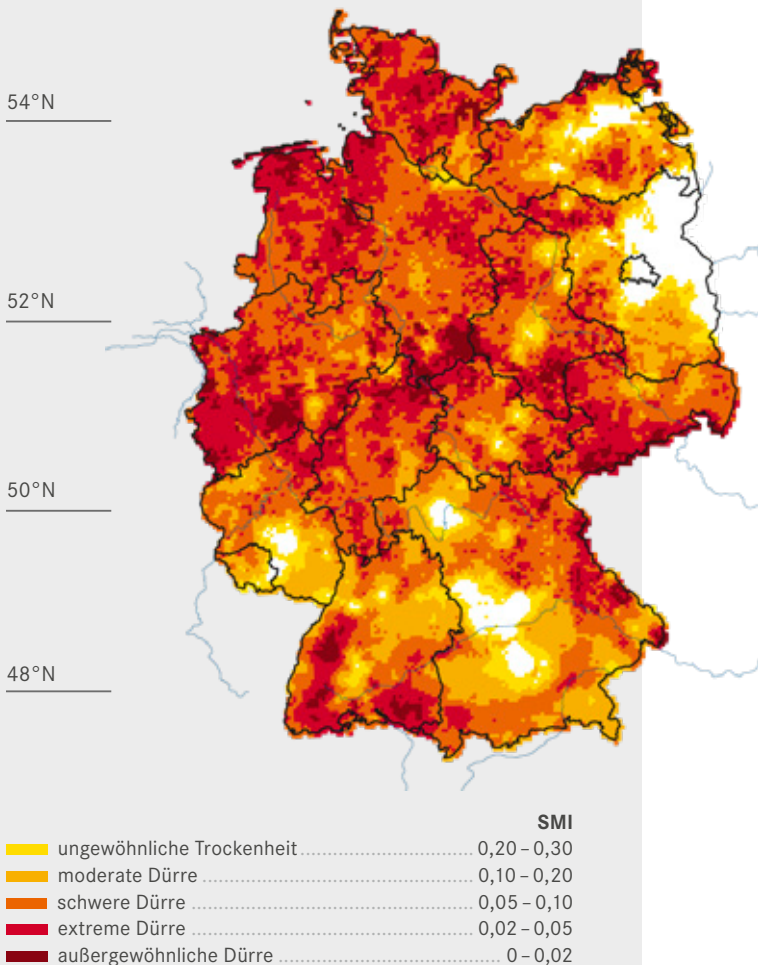 54°N
52°N
50°N
48°N
SMI
ungewöhnliche Trockenheit ........................ 0,20 – 0,30
moderate Dürre ....................................... 0,10 – 0,20
schwere Dürre ......................................... 0,05 – 0,10
extreme Dürre ......................................... 0,02 – 0,05
außergewöhnliche Dürre ............................... 0 – 0,02